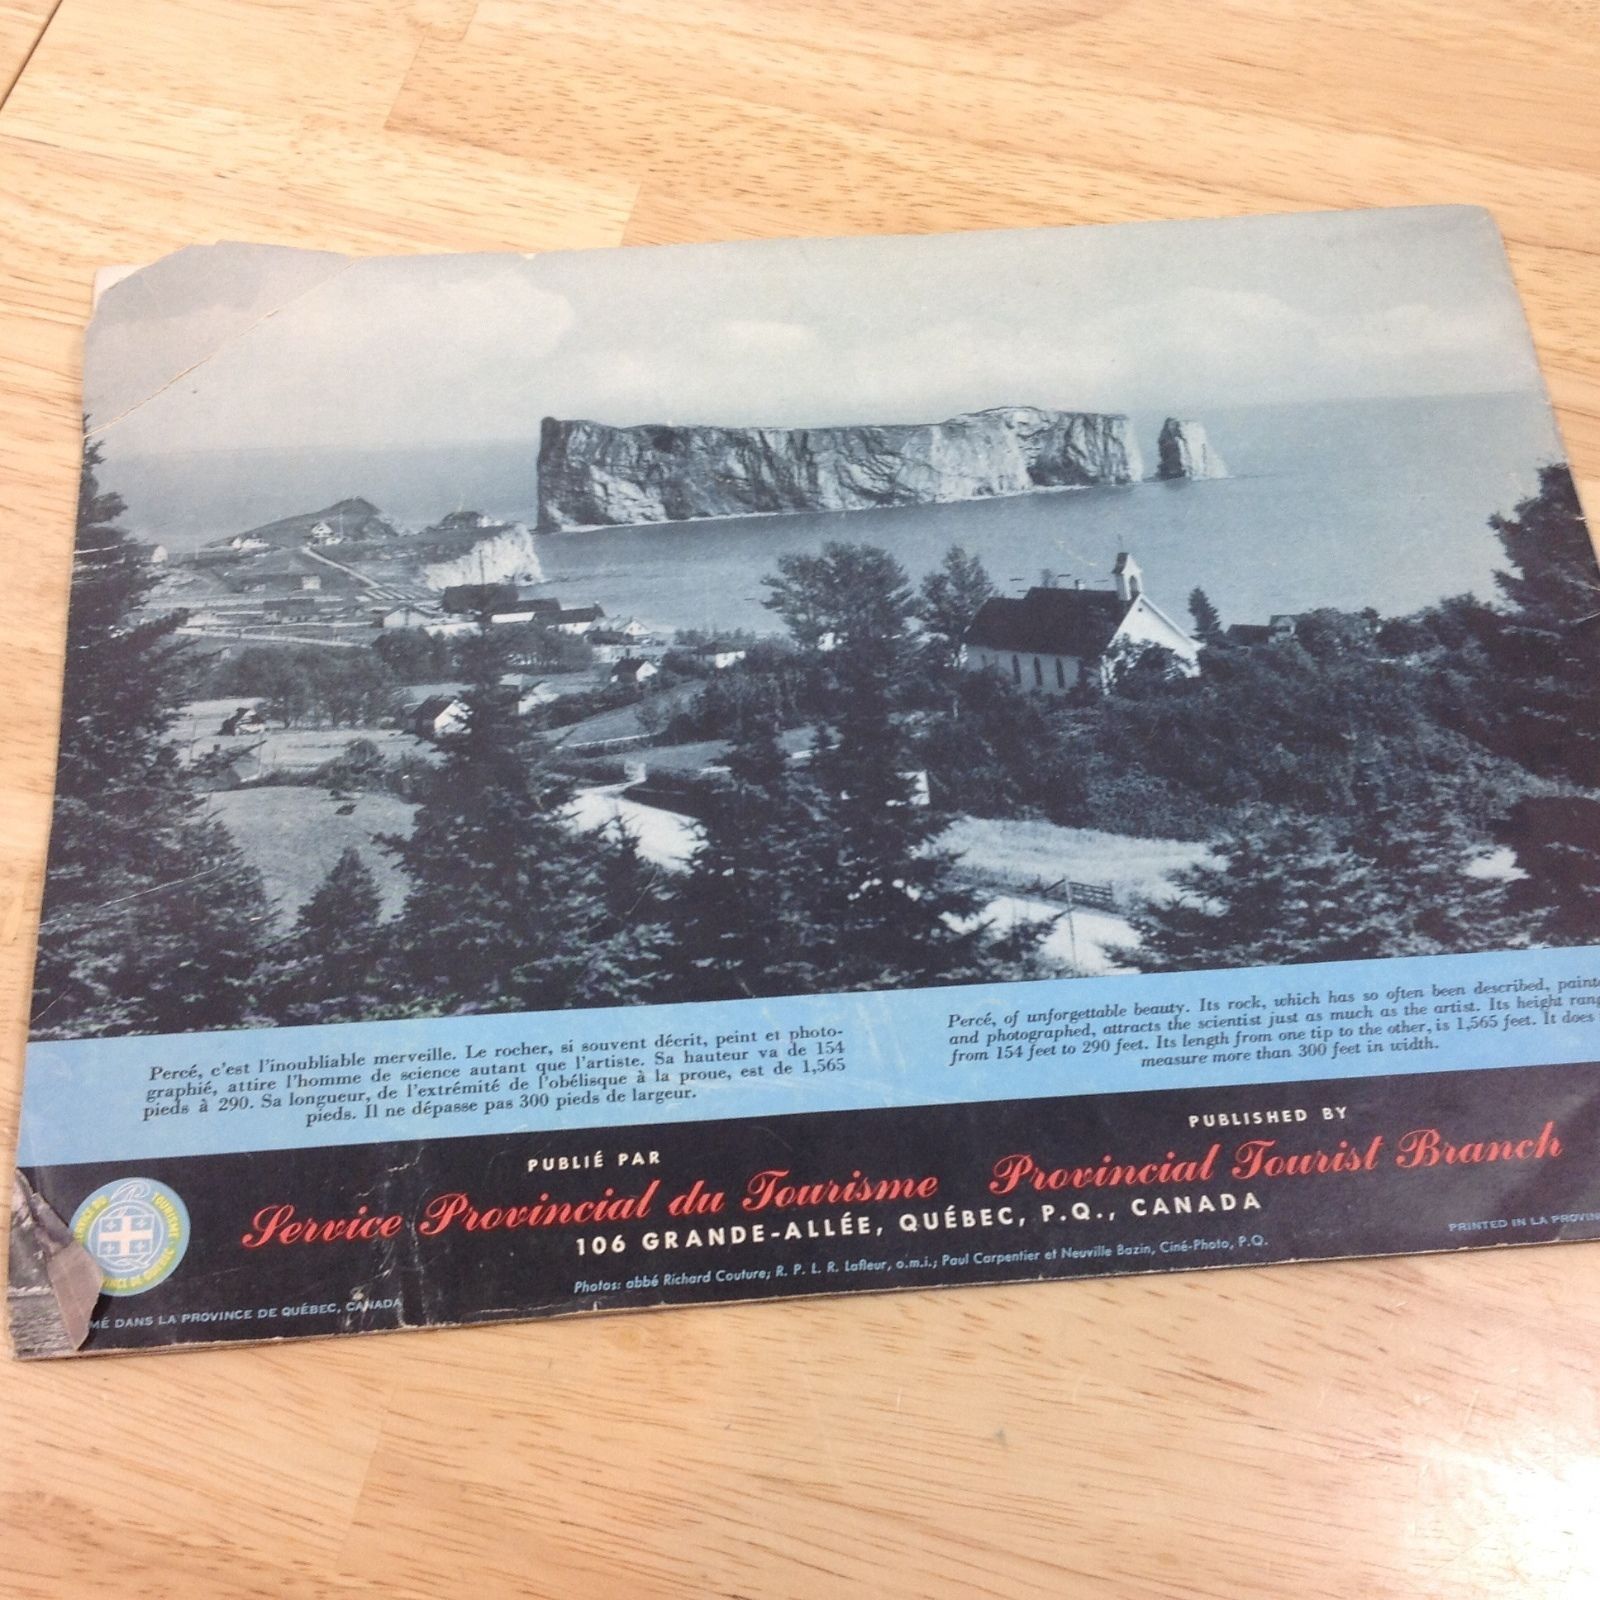 Percé, c'est l'inoubliable merveille. Le rocher, si souvent décrit, peint et photo-
graphié, attire l'homme de science autant que l'artiste. Sa hauteur va de 154
pieds à 290. Sa longueur, de l'extrémité de l'obélisque à la proue, est de 1,565
pieds. Il ne dépasse pas 300 pieds de largeur.
Percé, of unforgettable beauty. Its rock, which has so often been described,
and photographed, attracts the scientist just as much as the artist. Its height
from 154 feet to 290 feet. Its length from one tip to the other, is 1,565 feet. It does
measure more than 300 feet in width.
PUBLIÉ PAR
Service Provincial du Tourisme
PUBLISHED BY
Provincial Tourist Branch
106 GRANDE-ALLÉE, QUÉBEC, P.Q., CANADA
Photos: abbé Richard Couture; R. P. L. R. Lafleur, o.m.i.; Paul Carpentier et Neuville Bazin, Ciné-Photo, P.Q.
TOURISME
DE QUÉBEC
DANS LA PROVINCE DE QUÉBEC, CANADA
PRINTED IN LA